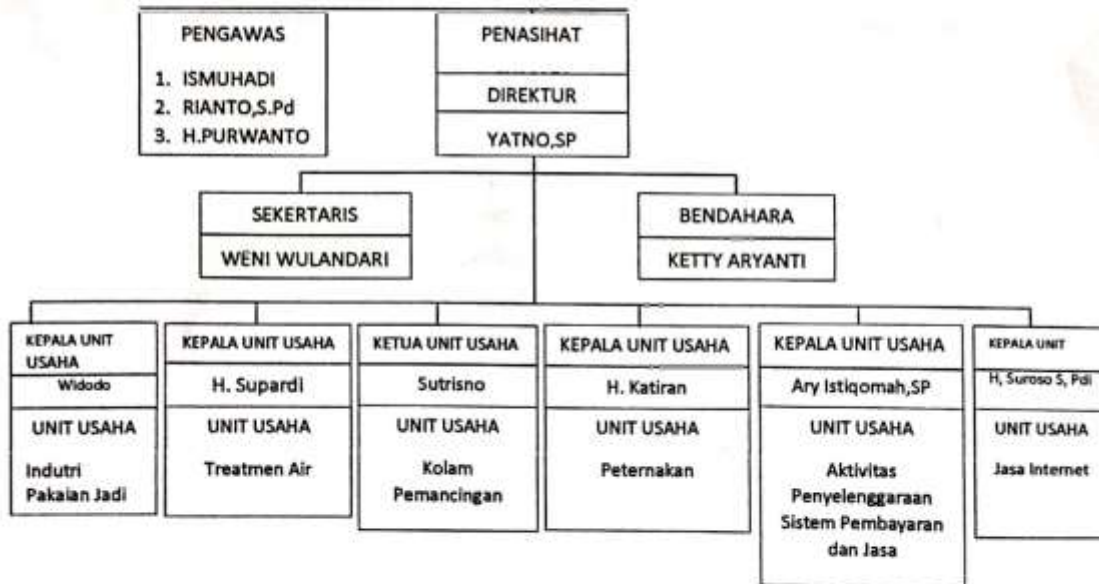 PENGAWAS
1. ISMUHADI
2. RIANTO,S.Pd
3. H.PURWANTO
PENASIHAT
DIREKTUR
YATNO,SP
SEKERTARIS
WENI WULANDARI
BENDAHARA
KETTY ARYANTI
KEPALA UNIT
USAHA
Widodo
UNIT USAHA
Indutri
Pakaian Jadi
KEPALA UNIT USAHA
H. Supardi
UNIT USAHA
Treatmen Air
KETUA UNIT USAHA
Sutrisno
UNIT USAHA
Kolam
Pemancingan
KEPALA UNIT USAHA
H. Katiran
UNIT USAHA
Peternakan
KEPALA UNIT USAHA
Ary Istiqomah,SP
UNIT USAHA
Aktivitas
Penyelenggaraan
Sistem Pembayaran
dan Jasa
KEPALA UNIT
H, Suroso S, Pdi
UNIT USAHA
Jasa Internet